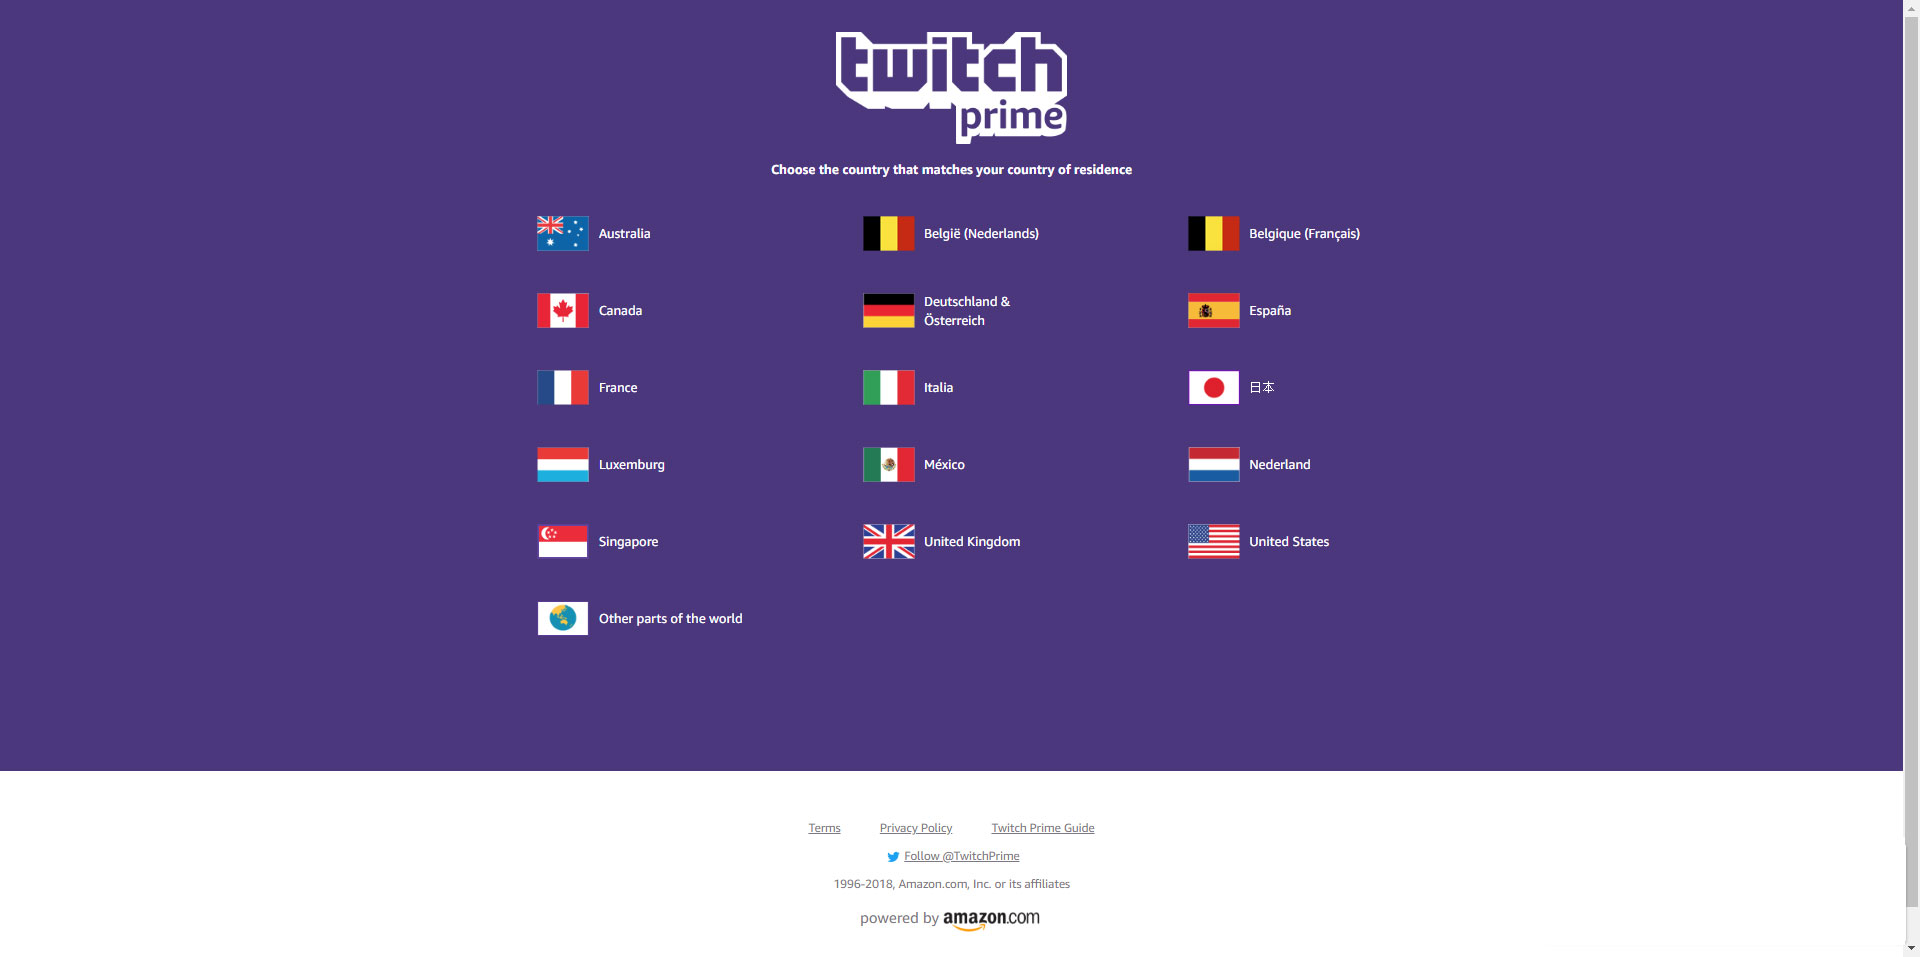 twitch
prime
Choose the country that matches your country of residence
Australia
België (Nederlands)
Belgique (Français)
Canada
Deutschland &
Österreich
España
France
Italia
日本
Luxemburg
México
Nederland
Singapore
United Kingdom
United States
Other parts of the world
Terms Privacy Policy Twitch Prime Guide
Follow @TwitchPrime
1996-2018, Amazon.com, Inc. or its affiliates
powered by amazon.com